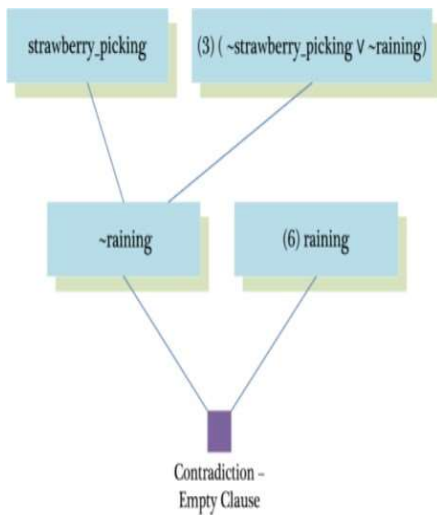 strawberry_picking
(3) ( ~strawberry_picking ∨ ~raining)
~raining
(6) raining
Contradiction –
Empty Clause